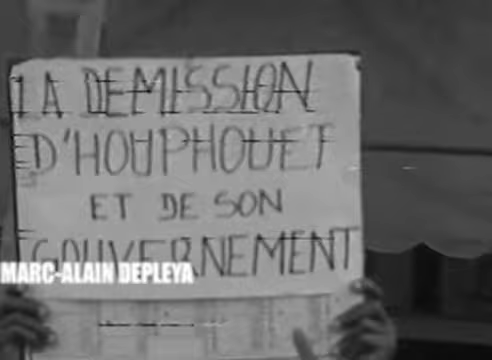 LA DEMISSION
D'HOUPHOUET
ET DE SON
GOUVERNEMENT
MARC-ALAIN DEPLEYA